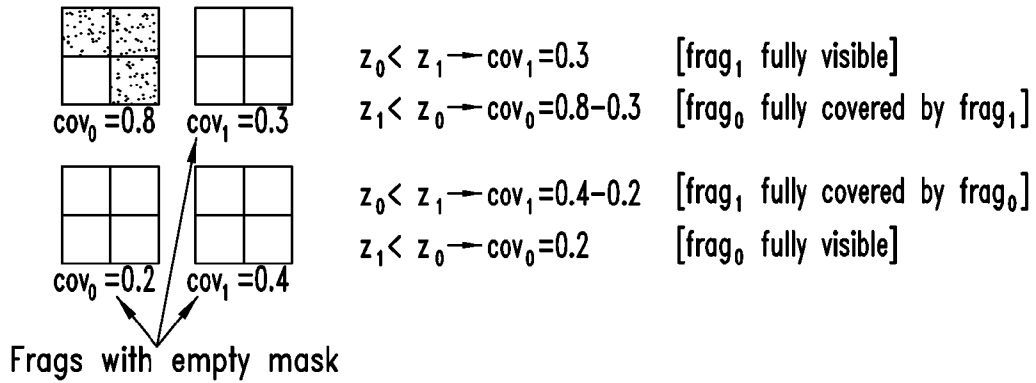 z₀< z₁→cov₁=0.3 [frag₁ fully visible]
cov₀=0.8 cov₁=0.3 z₁< z₀→cov₀=0.8-0.3 [frag₀ fully covered by frag₁]
z₀< z₁→cov₁=0.4-0.2 [frag₁ fully covered by frag₀]
z₁< z₀→cov₀=0.2 [frag₀ fully visible]
cov₀=0.2 cov₁=0.4
Frags with empty mask